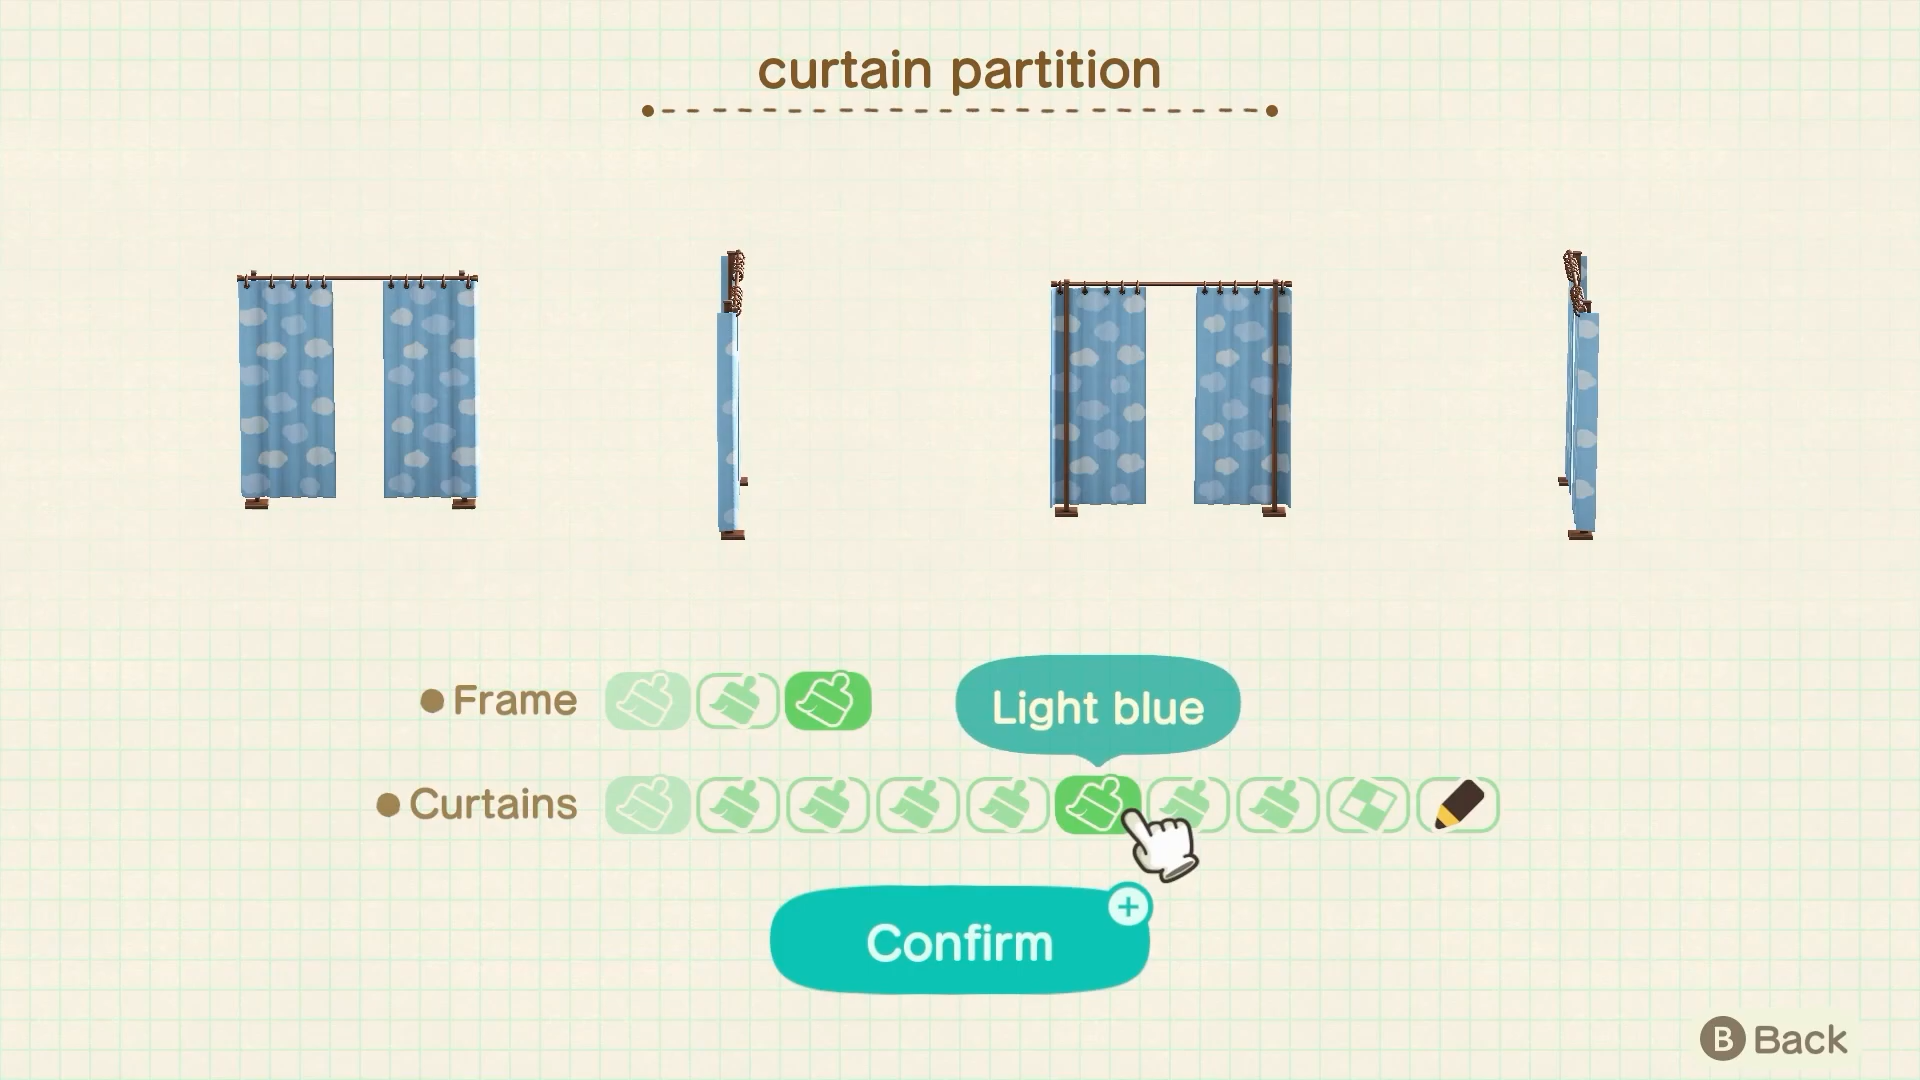 curtain partition
Frame
Light blue
Curtains
Confirm
B Back